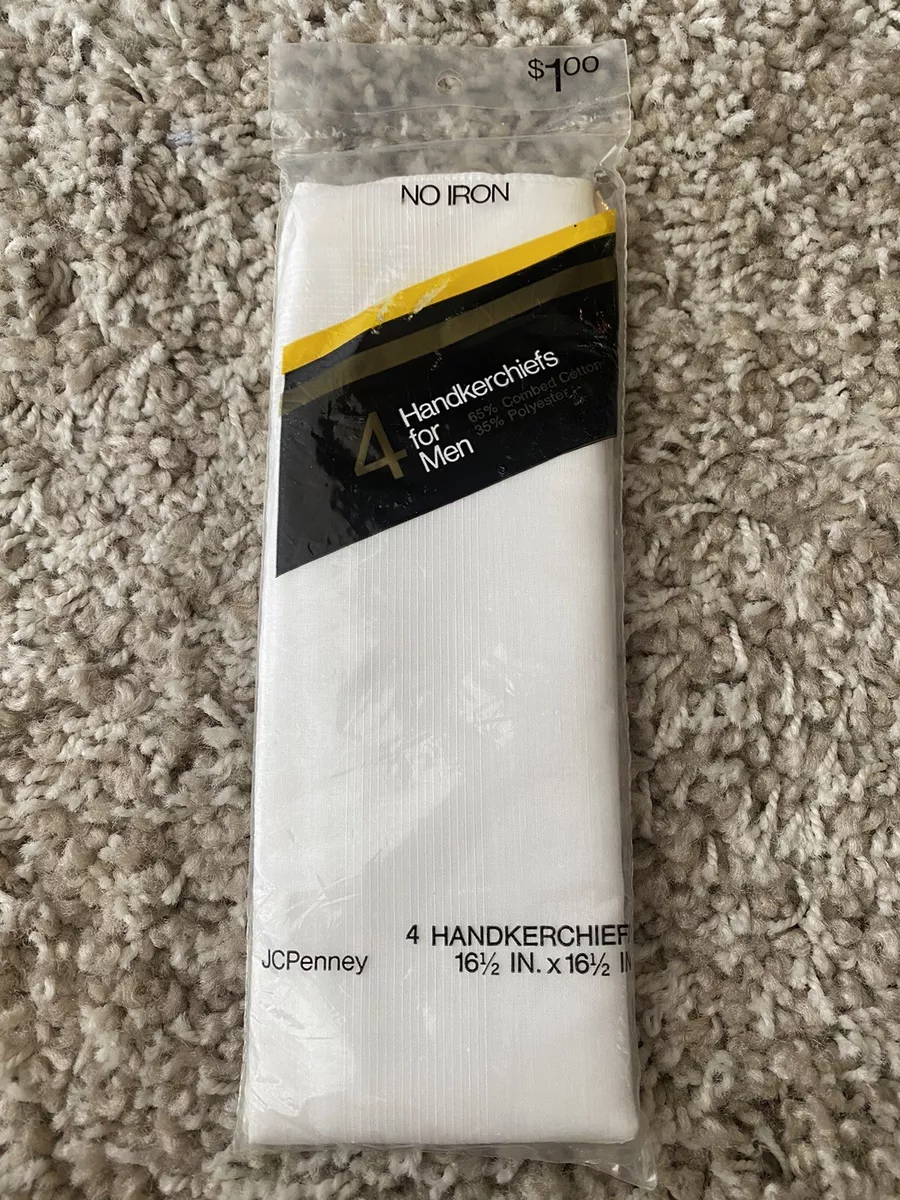 $1.00
NO IRON
4 Handkerchiefs
for
Men
65% Combed Cotton
35% Polyester
4 HANDKERCHIEF
JCPenney
16½ IN. x 16½ IN